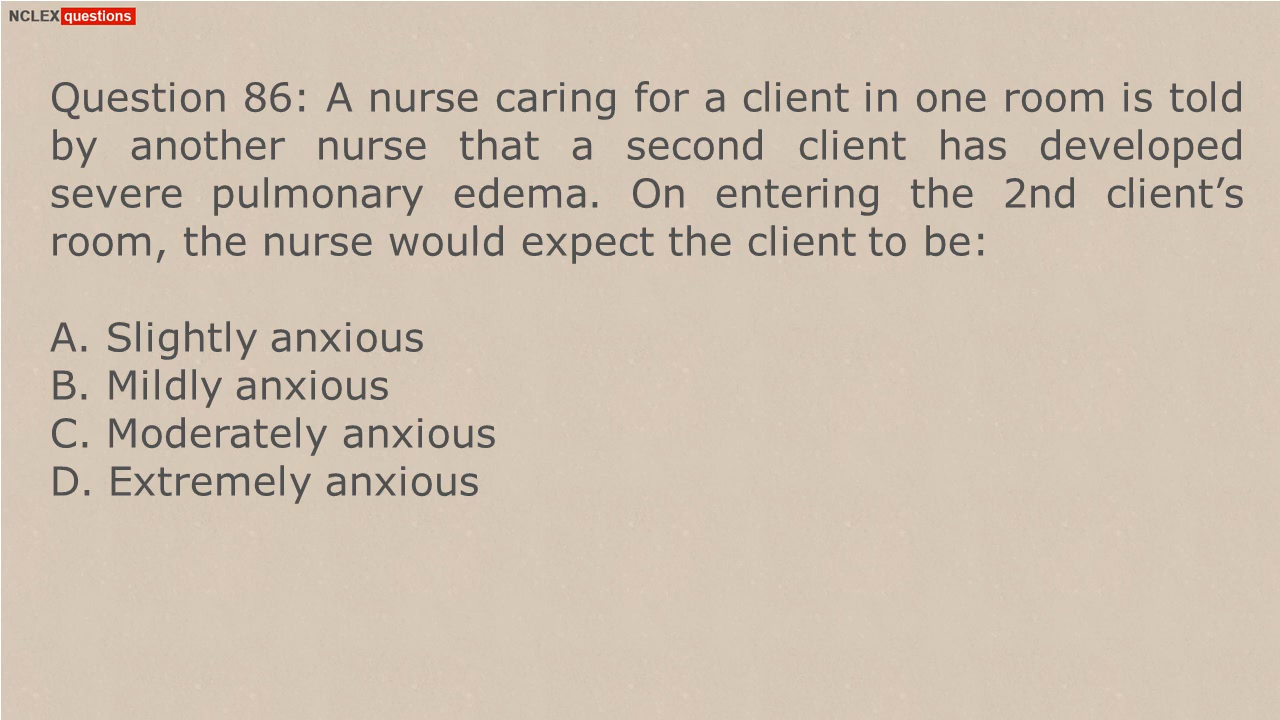 NCLEX questions
Question 86: A nurse caring for a client in one room is told
by another nurse that a second client has developed
severe pulmonary edema. On entering the 2nd client’s
room, the nurse would expect the client to be:
A. Slightly anxious
B. Mildly anxious
C. Moderately anxious
D. Extremely anxious